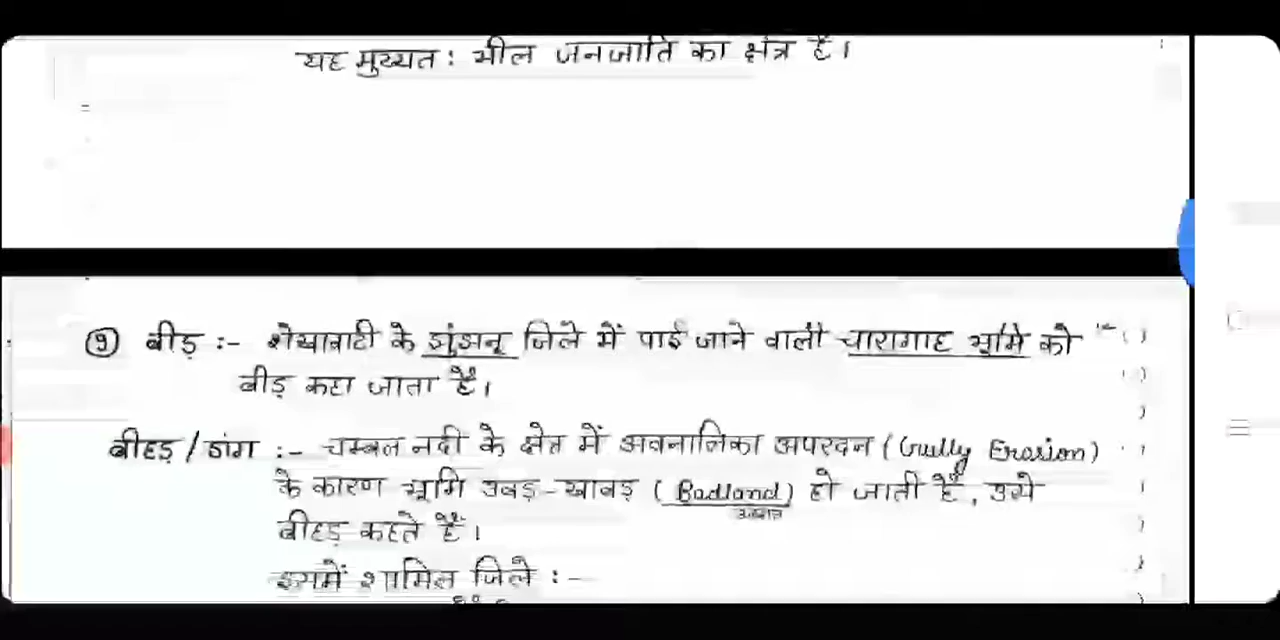 यह मुख्यत: भील जनजाति का क्षेत्र है।
९ बीड़ :- शेखावाटी के झुंझनू जिले में पाई जाने वाली चारागाह भूमि को
बीड़ कहा जाता है।
बीहड़ / डांग :- चम्बल नदी के क्षेत्र में अवनालिका अपरदन (Gully Erosion)
के कारण भूमि उबड़-खाबड़ (Badland) हो जाती है, उसे
बीहड़ कहते हैं।
इसमें शामिल जिले :-